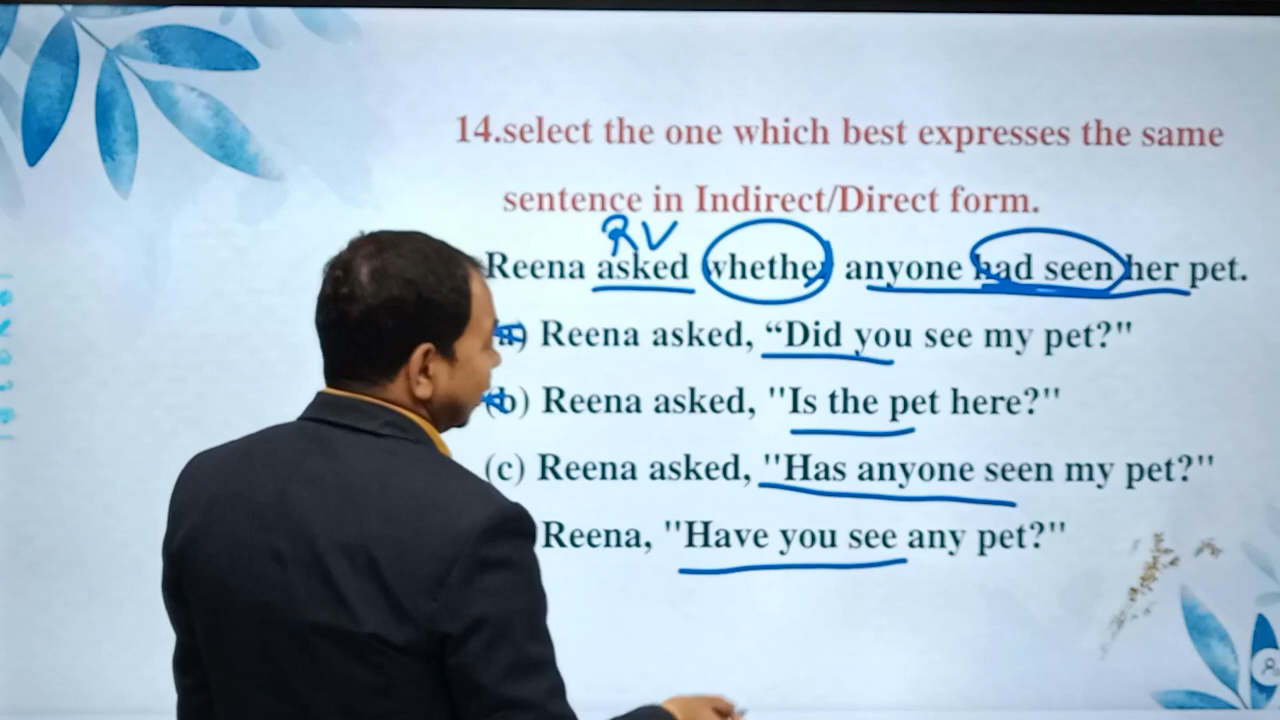 14.select the one which best expresses the same
sentence in Indirect/Direct form.
RV
Reena asked whether anyone had seen her pet.
a) Reena asked, “Did you see my pet?"
(b) Reena asked, "Is the pet here?"
(c) Reena asked, "Has anyone seen my pet?"
Reena, "Have you see any pet?"